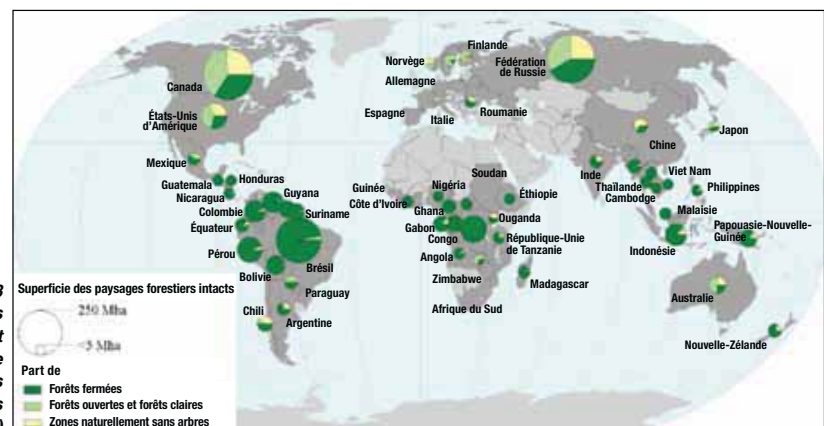 Finlande
Norvège
Fédération
de Russie
Canada
Allemagne
États-Unis
d'Amérique
Espagne
Italie
Roumanie
Japon
Chine
Mexique
Honduras
Guatemala
Nicaragua
Guyana
Colombie
Suriname
Équateur
Pérou
Brésil
Bolivie
Paraguay
Chili
Argentine
Soudan
Guinée
Nigéria
Éthiopie
Côte d'Ivoire
Ghana
Ouganda
Gabon
Congo
République-Unie
de Tanzanie
Angola
Zimbabwe
Madagascar
Afrique du Sud
Inde
Viet Nam
Thaïlande
Cambodge
Philippines
Malaisie
Papouasie-Nouvelle-
Guinée
Indonésie
Australie
Nouvelle-Zélande
3
s
t
e
s
s
)
Superficie des paysages forestiers intacts
250 Mha
<5 Mha
Part de
Forêts fermées
Forêts ouvertes et forêts claires
Zones naturellement sans arbres